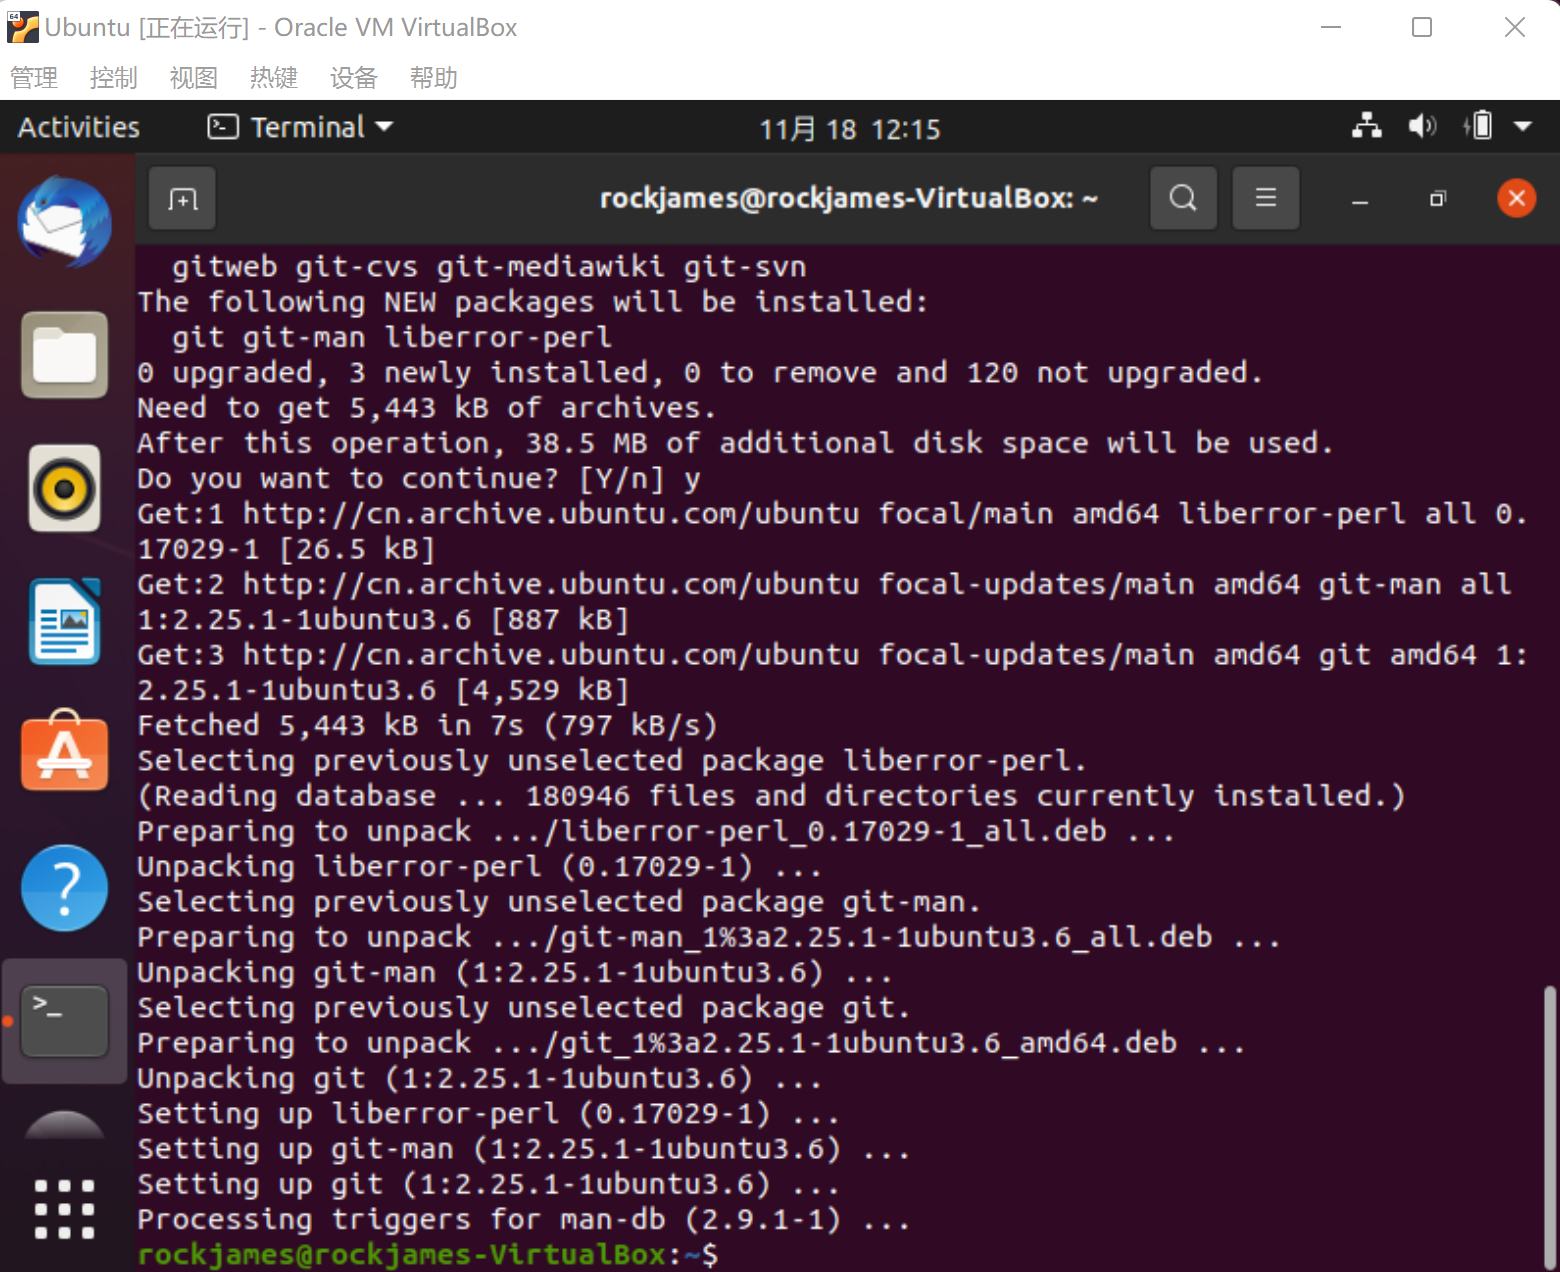 Ubuntu [正在运行] - Oracle VM VirtualBox
管理 控制 视图 热键 设备 帮助
Activities Terminal 11月 18 12:15
rockjames@rockjames-VirtualBox: ~
gitweb git-cvs git-mediawiki git-svn
The following NEW packages will be installed:
git git-man liberror-perl
0 upgraded, 3 newly installed, 0 to remove and 120 not upgraded.
Need to get 5,443 kB of archives.
After this operation, 38.5 MB of additional disk space will be used.
Do you want to continue? [Y/n] y
Get:1 http://cn.archive.ubuntu.com/ubuntu focal/main amd64 liberror-perl all 0.
17029-1 [26.5 kB]
Get:2 http://cn.archive.ubuntu.com/ubuntu focal-updates/main amd64 git-man all
1:2.25.1-1ubuntu3.6 [887 kB]
Get:3 http://cn.archive.ubuntu.com/ubuntu focal-updates/main amd64 git amd64 1:
2.25.1-1ubuntu3.6 [4,529 kB]
Fetched 5,443 kB in 7s (797 kB/s)
Selecting previously unselected package liberror-perl.
(Reading database ... 180946 files and directories currently installed.)
Preparing to unpack .../liberror-perl_0.17029-1_all.deb ...
Unpacking liberror-perl (0.17029-1) ...
Selecting previously unselected package git-man.
Preparing to unpack .../git-man_1%3a2.25.1-1ubuntu3.6_all.deb ...
Unpacking git-man (1:2.25.1-1ubuntu3.6) ...
Selecting previously unselected package git.
Preparing to unpack .../git_1%3a2.25.1-1ubuntu3.6_amd64.deb ...
Unpacking git (1:2.25.1-1ubuntu3.6) ...
Setting up liberror-perl (0.17029-1) ...
Setting up git-man (1:2.25.1-1ubuntu3.6) ...
Setting up git (1:2.25.1-1ubuntu3.6) ...
Processing triggers for man-db (2.9.1-1) ...
rockjames@rockjames-VirtualBox:~$